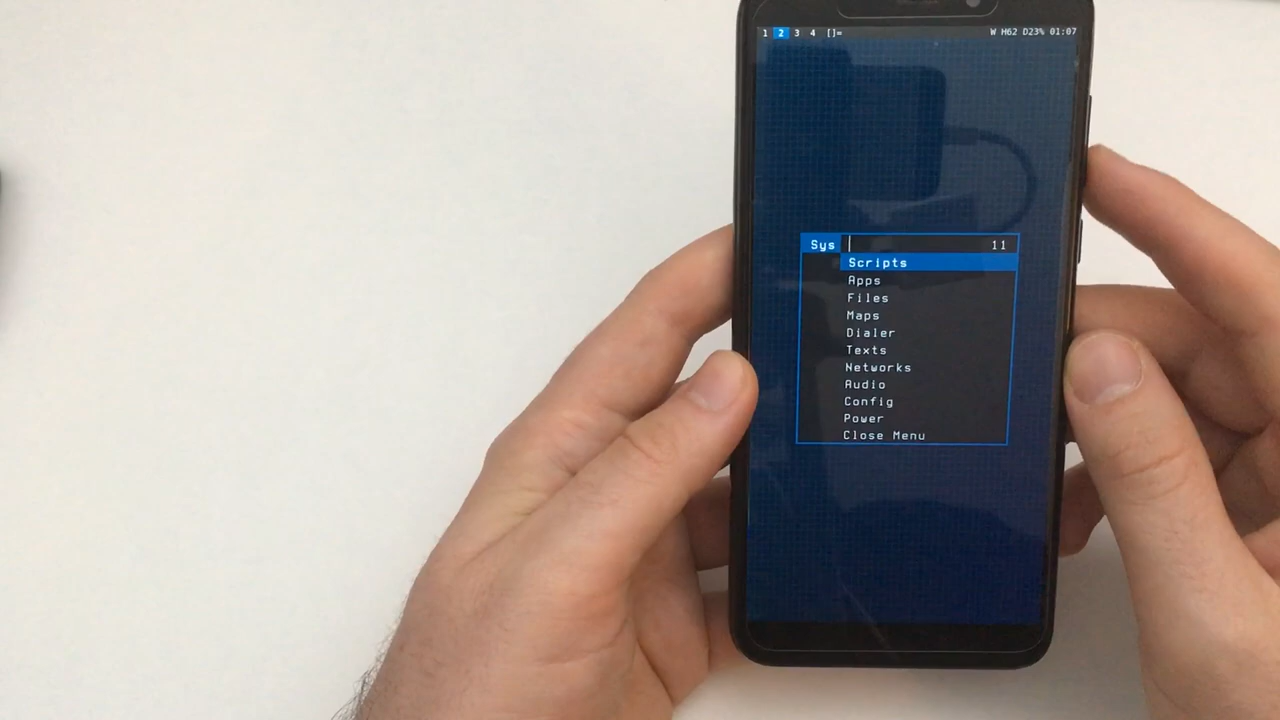 1 2 3 4 []= W H62 D23% 01:07
Sys 11
Scripts
Apps
Files
Maps
Dialer
Texts
Networks
Audio
Config
Power
Close Menu